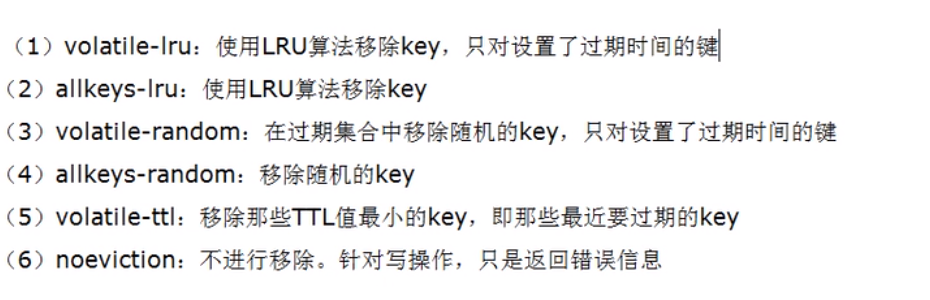 （1）volatile-lru：使用LRU算法移除key，只对设置了过期时间的键
（2）allkeys-lru：使用LRU算法移除key
（3）volatile-random：在过期集合中移除随机的key，只对设置了过期时间的键
（4）allkeys-random：移除随机的key
（5）volatile-ttl：移除那些TTL值最小的key，即那些最近要过期的key
（6）noeviction：不进行移除。针对写操作，只是返回错误信息